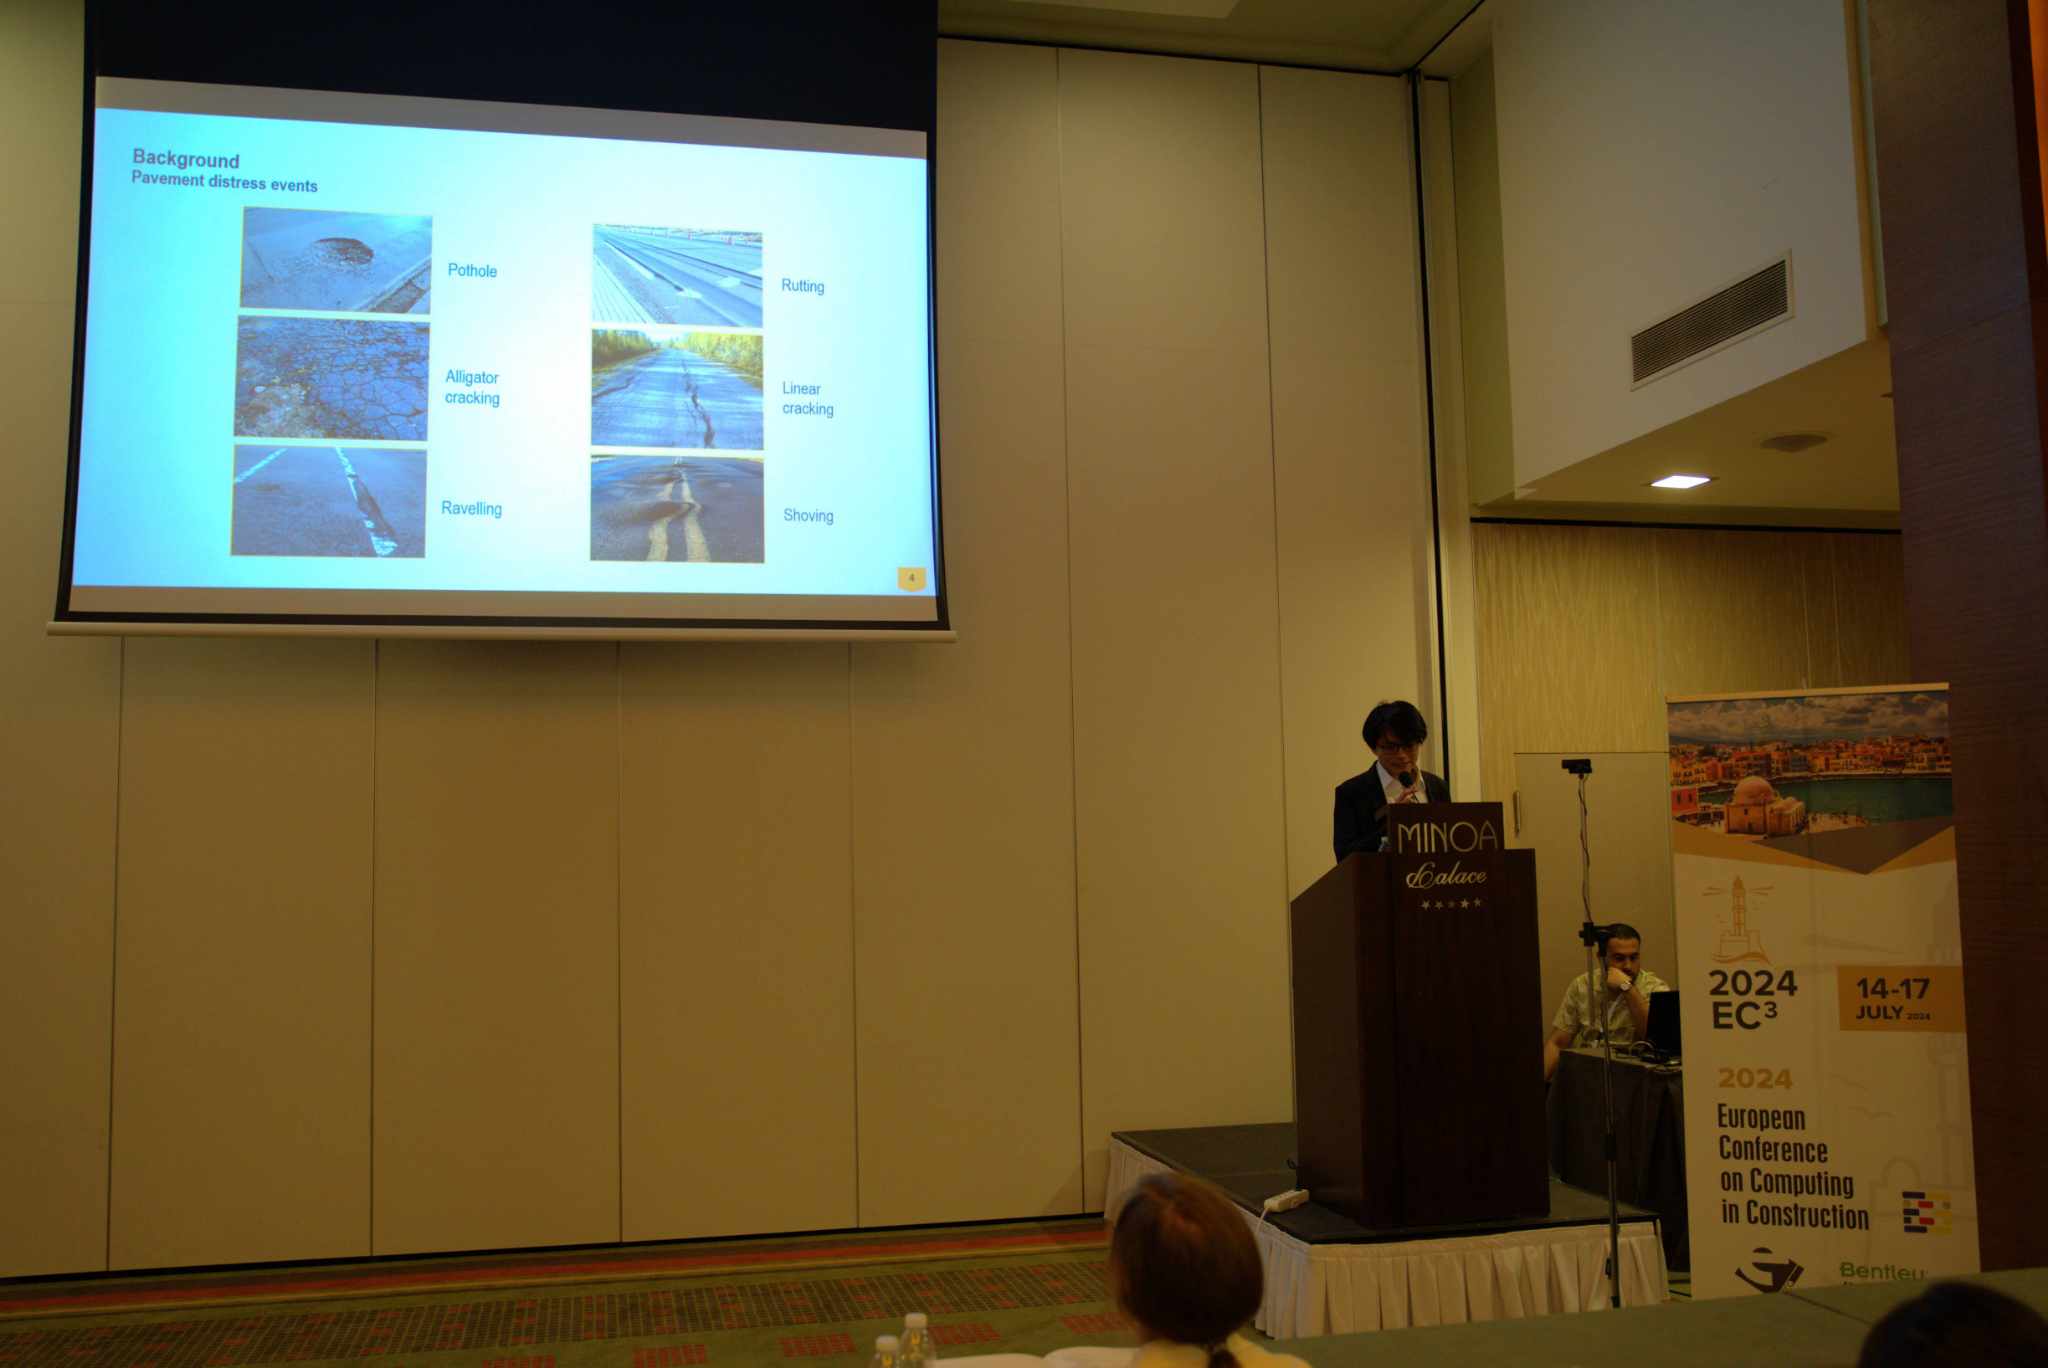 Background
Pavement distress events
Pothole
Rutting
Alligator
cracking
Linear
cracking
Ravelling
Shoving
4
MINOA
Palace
2024
EC³
14-17
JULY 2024
2024
European
Conference
on Computing
in Construction
Bentley